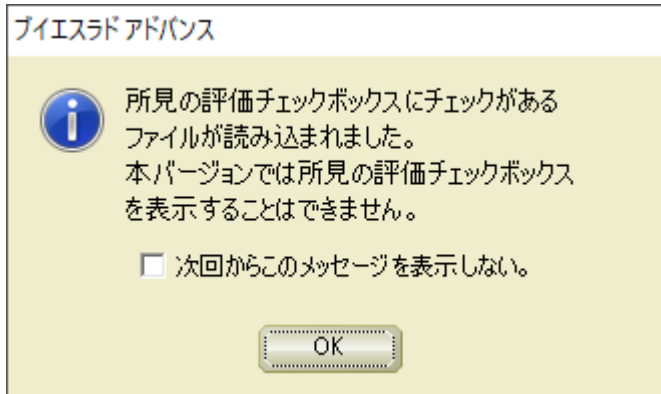 ブイエスラド アドバンス
所見の評価チェックボックスにチェックがある
ファイルが読み込まれました。
本バージョンでは所見の評価チェックボックス
を表示することはできません。
次回からこのメッセージを表示しない。
OK